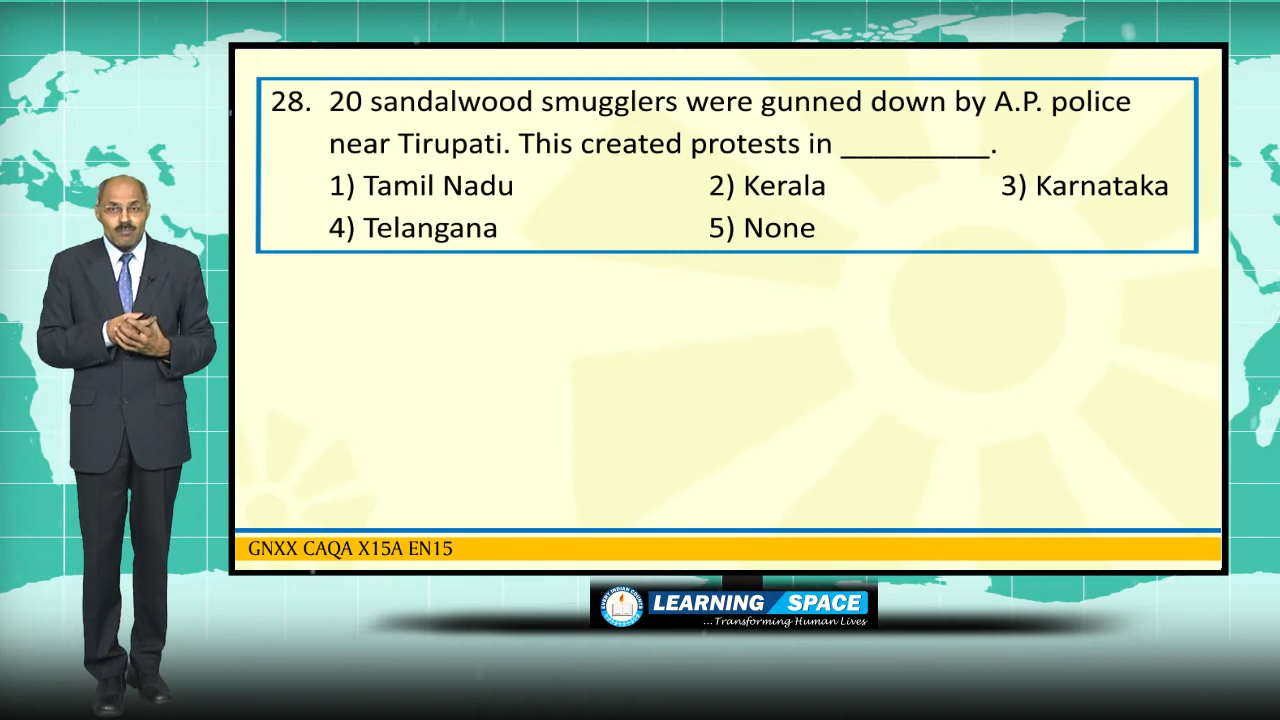 28. 20 sandalwood smugglers were gunned down by A.P. police
near Tirupati. This created protests in _________.
1) Tamil Nadu 2) Kerala 3) Karnataka
4) Telangana 5) None
GNXX CAQA X15A EN15
LEARNING SPACE
...Transforming Human Lives